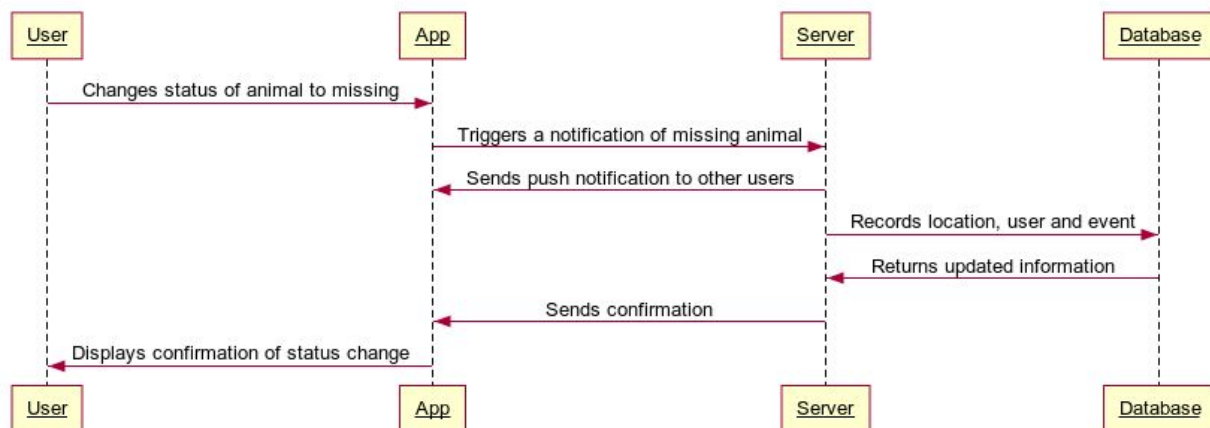 User App Server Database
Changes status of animal to missing
Triggers a notification of missing animal
Sends push notification to other users
Records location, user and event
Returns updated information
Sends confirmation
Displays confirmation of status change
User App Server Database